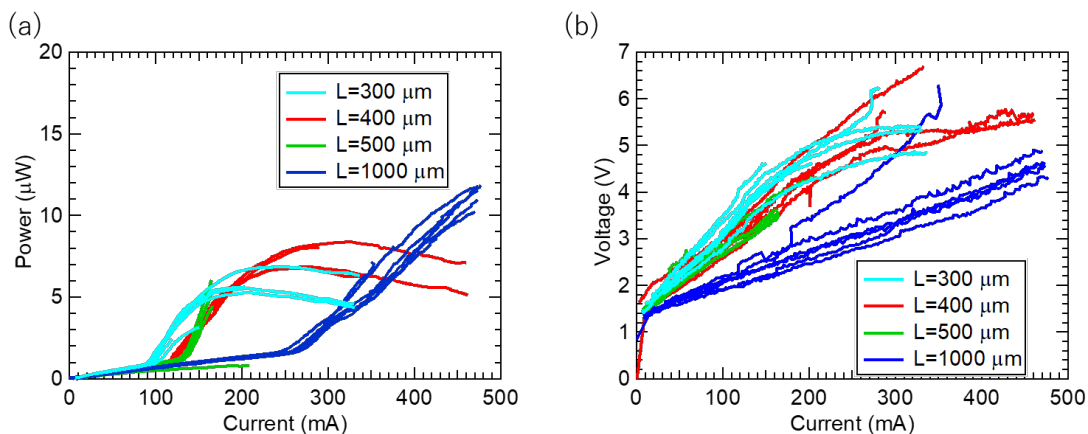 (a)
20
15
10
5
0
Power (μW)
L=300 μm
L=400 μm
L=500 μm
L=1000 μm
0 100 200 300 400 500
Current (mA)
(b)
7
6
5
4
3
2
1
0
Voltage (V)
L=300 μm
L=400 μm
L=500 μm
L=1000 μm
0 100 200 300 400 500
Current (mA)